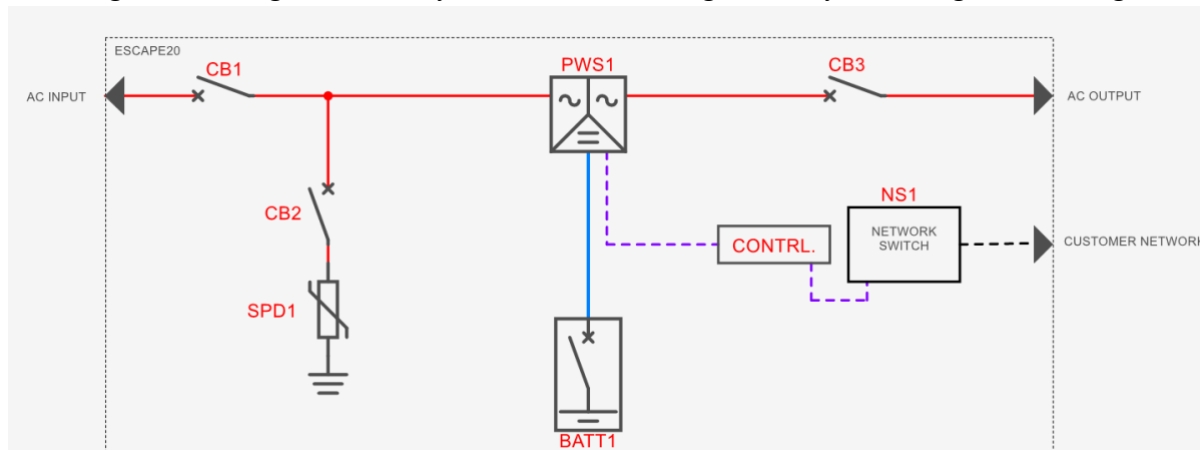 ESCAPE20
CB1
PWS1
CB3
AC INPUT
AC OUTPUT
CB2
NS1
NETWORK
SWITCH
CONTRL.
CUSTOMER NETWORK
SPD1
BATT1